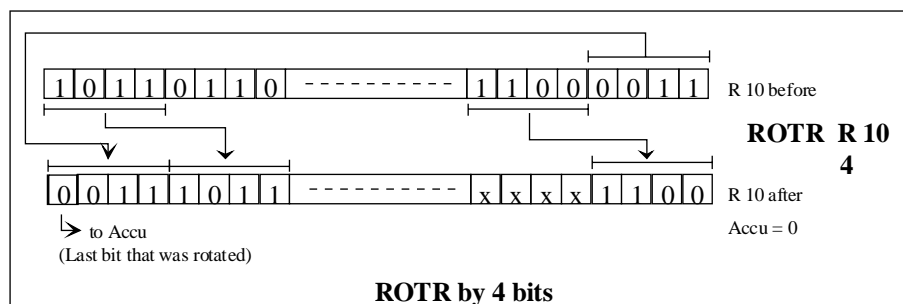 1 0 1 1 0 1 1 0 ---------- 1 1 0 0 0 0 1 1 R 10 before
ROTR R 10
4
0 0 1 1 1 0 1 1 ---------- x x x x 1 1 0 0 R 10 after
to Accu Accu = 0
(Last bit that was rotated)
ROTR by 4 bits